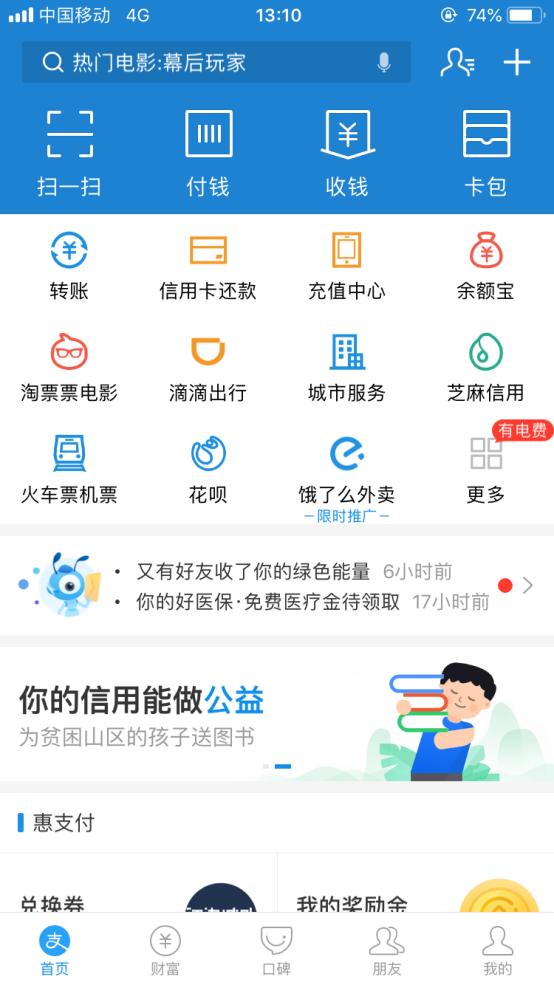 中国移动 4G 13:10 74%
热门电影:幕后玩家
扫一扫 付钱 收钱 卡包
转账 信用卡还款 充值中心 余额宝
淘票票电影 滴滴出行 城市服务 芝麻信用
有电费
火车票机票 花呗 饿了么外卖 更多
限时推广
· 又有好友收了你的绿色能量 6小时前
· 你的好医保·免费医疗金待领取 17小时前
你的信用能做公益
为贫困山区的孩子送图书
惠支付
兑换券 我的奖励金
支
首页 财富 口碑 朋友 我的